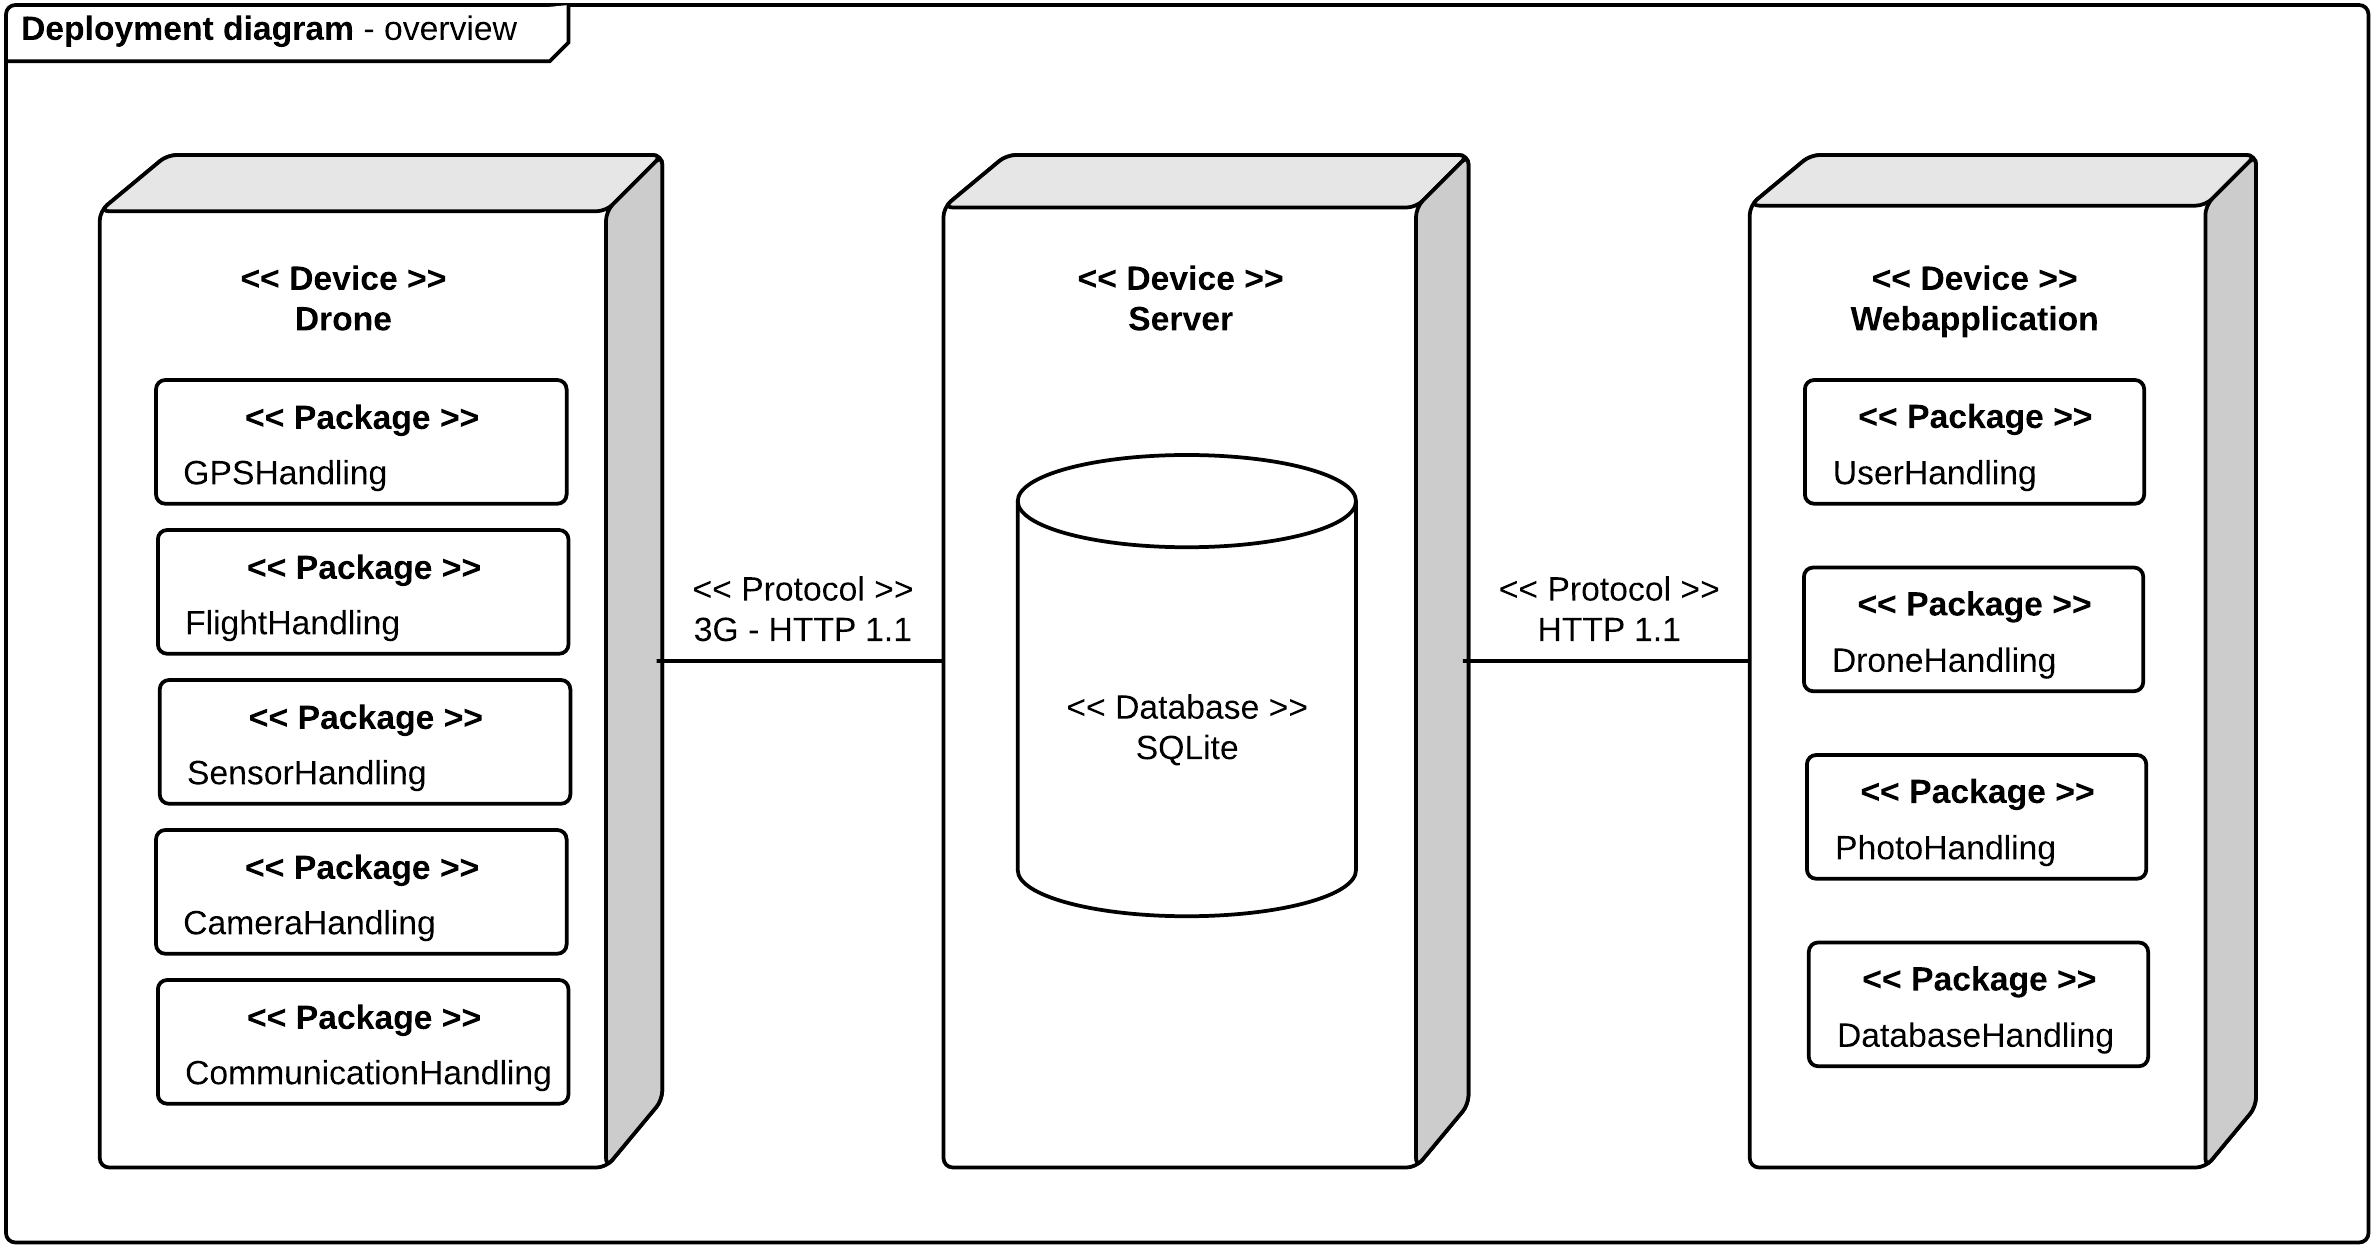 Deployment diagram - overview
<< Device >>
Drone
<< Package >>
GPSHandling
<< Package >>
FlightHandling
<< Package >>
SensorHandling
<< Package >>
CameraHandling
<< Package >>
CommunicationHandling
<< Protocol >>
3G - HTTP 1.1
<< Device >>
Server
<< Database >>
SQLite
<< Protocol >>
HTTP 1.1
<< Device >>
Webapplication
<< Package >>
UserHandling
<< Package >>
DroneHandling
<< Package >>
PhotoHandling
<< Package >>
DatabaseHandling